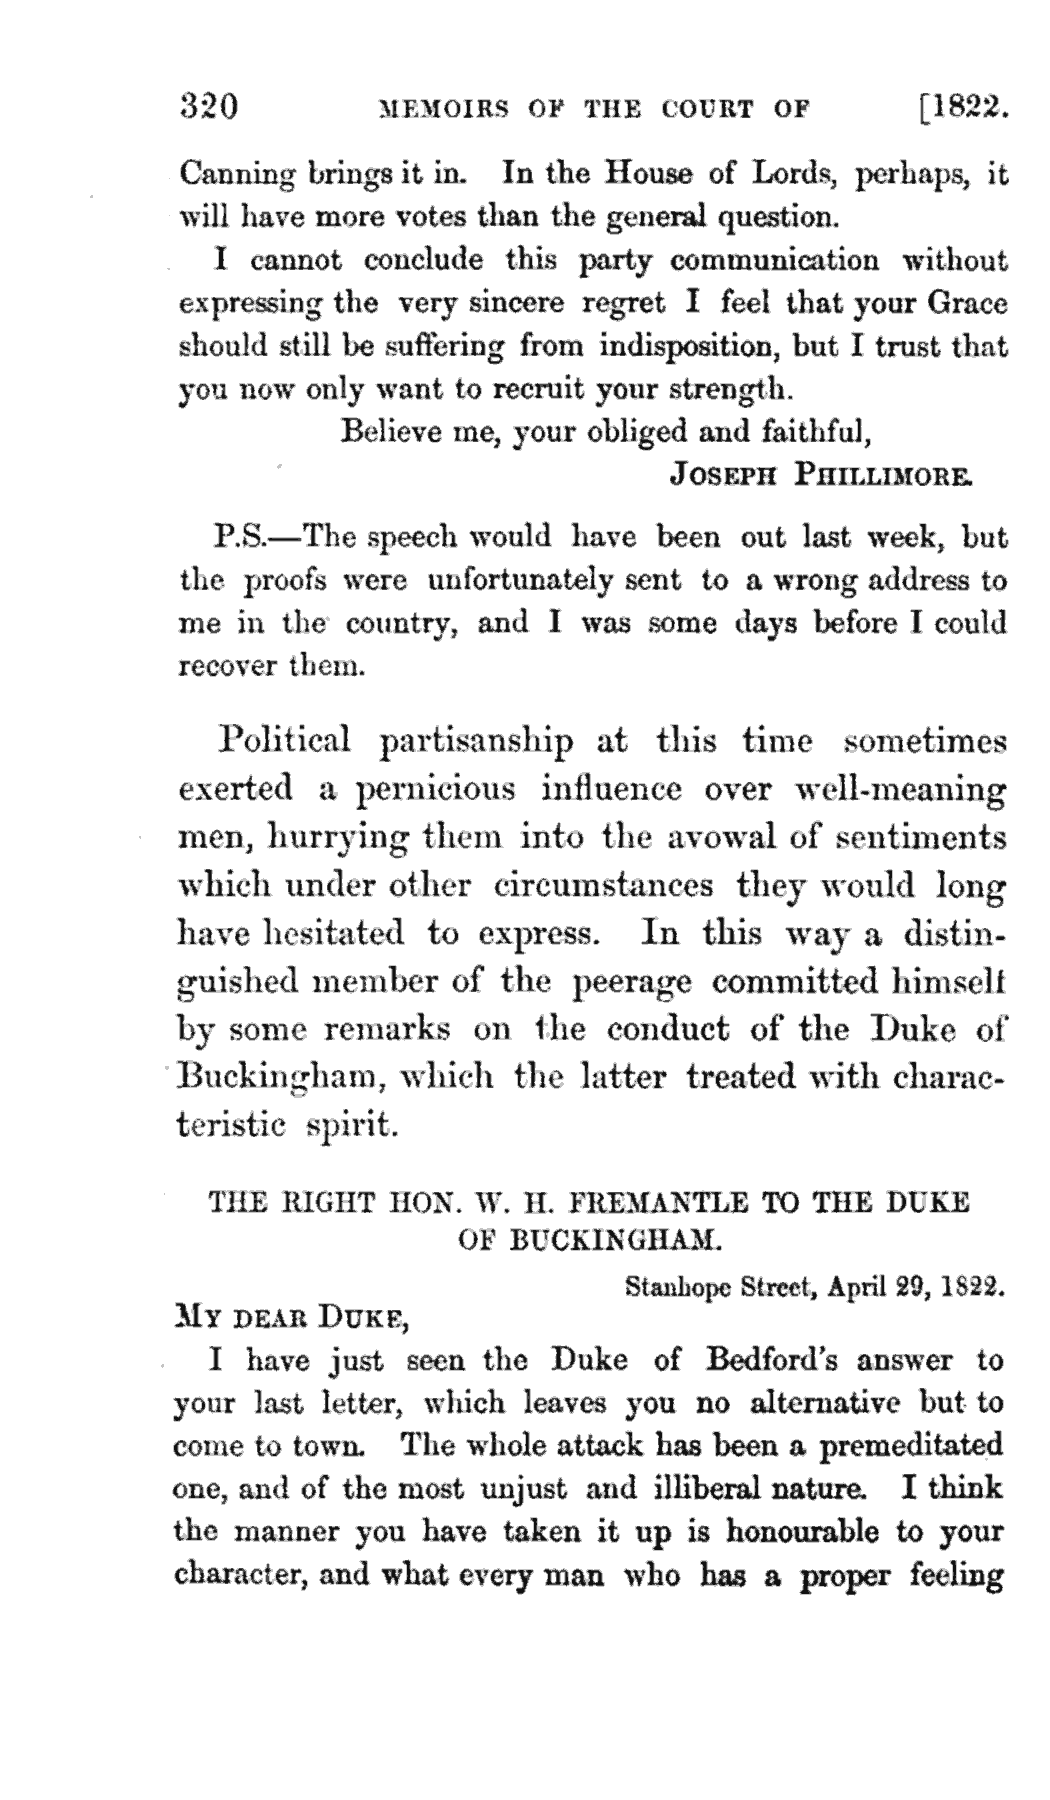 320 MEMOIRS OF THE COURT OF [1822.
Canning brings it in. In the House of Lords, perhaps, it
will have more votes than the general question.
I cannot conclude this party communication without
expressing the very sincere regret I feel that your Grace
should still be suffering from indisposition, but I trust that
you now only want to recruit your strength.
Believe me, your obliged and faithful,
JOSEPH PHILLIMORE.
P.S.—The speech would have been out last week, but
the proofs were unfortunately sent to a wrong address to
me in the country, and I was some days before I could
recover them.
Political partisanship at this time sometimes
exerted a pernicious influence over well-meaning
men, hurrying them into the avowal of sentiments
which under other circumstances they would long
have hesitated to express. In this way a distin-
guished member of the peerage committed himself
by some remarks on the conduct of the Duke of
Buckingham, which the latter treated with charac-
teristic spirit.
THE RIGHT HON. W. H. FREMANTLE TO THE DUKE
OF BUCKINGHAM.
Stanhope Street, April 29, 1822.
MY DEAR DUKE,
I have just seen the Duke of Bedford's answer to
your last letter, which leaves you no alternative but to
come to town. The whole attack has been a premeditated
one, and of the most unjust and illiberal nature. I think
the manner you have taken it up is honourable to your
character, and what every man who has a proper feeling